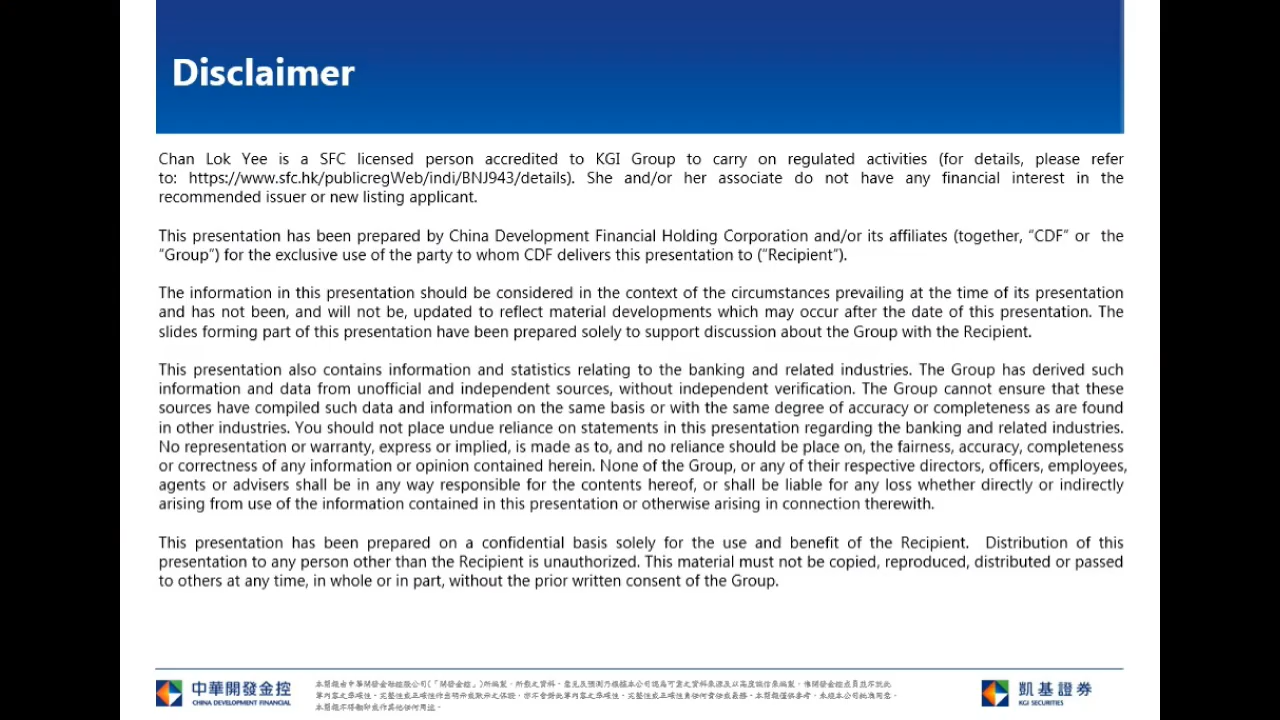 Disclaimer
Chan Lok Yee is a SFC licensed person accredited to KGI Group to carry on regulated activities (for details, please refer
to: https://www.sfc.hk/publicregWeb/indi/BNJ943/details). She and/or her associate do not have any financial interest in the
recommended issuer or new listing applicant.
This presentation has been prepared by China Development Financial Holding Corporation and/or its affiliates (together, “CDF” or the
“Group”) for the exclusive use of the party to whom CDF delivers this presentation to (“Recipient”).
The information in this presentation should be considered in the context of the circumstances prevailing at the time of its presentation
and has not been, and will not be, updated to reflect material developments which may occur after the date of this presentation. The
slides forming part of this presentation have been prepared solely to support discussion about the Group with the Recipient.
This presentation also contains information and statistics relating to the banking and related industries. The Group has derived such
information and data from unofficial and independent sources, without independent verification. The Group cannot ensure that these
sources have compiled such data and information on the same basis or with the same degree of accuracy or completeness as are found
in other industries. You should not place undue reliance on statements in this presentation regarding the banking and related industries.
No representation or warranty, express or implied, is made as to, and no reliance should be place on, the fairness, accuracy, completeness
or correctness of any information or opinion contained herein. None of the Group, or any of their respective directors, officers, employees,
agents or advisers shall be in any way responsible for the contents hereof, or shall be liable for any loss whether directly or indirectly
arising from use of the information contained in this presentation or otherwise arising in connection therewith.
This presentation has been prepared on a confidential basis solely for the use and benefit of the Recipient. Distribution of this
presentation to any person other than the Recipient is unauthorized. This material must not be copied, reproduced, distributed or passed
to others at any time, in whole or in part, without the prior written consent of the Group.
中華開發金控
CHINA DEVELOPMENT FINANCIAL
凱基證券
KGI SECURITIES